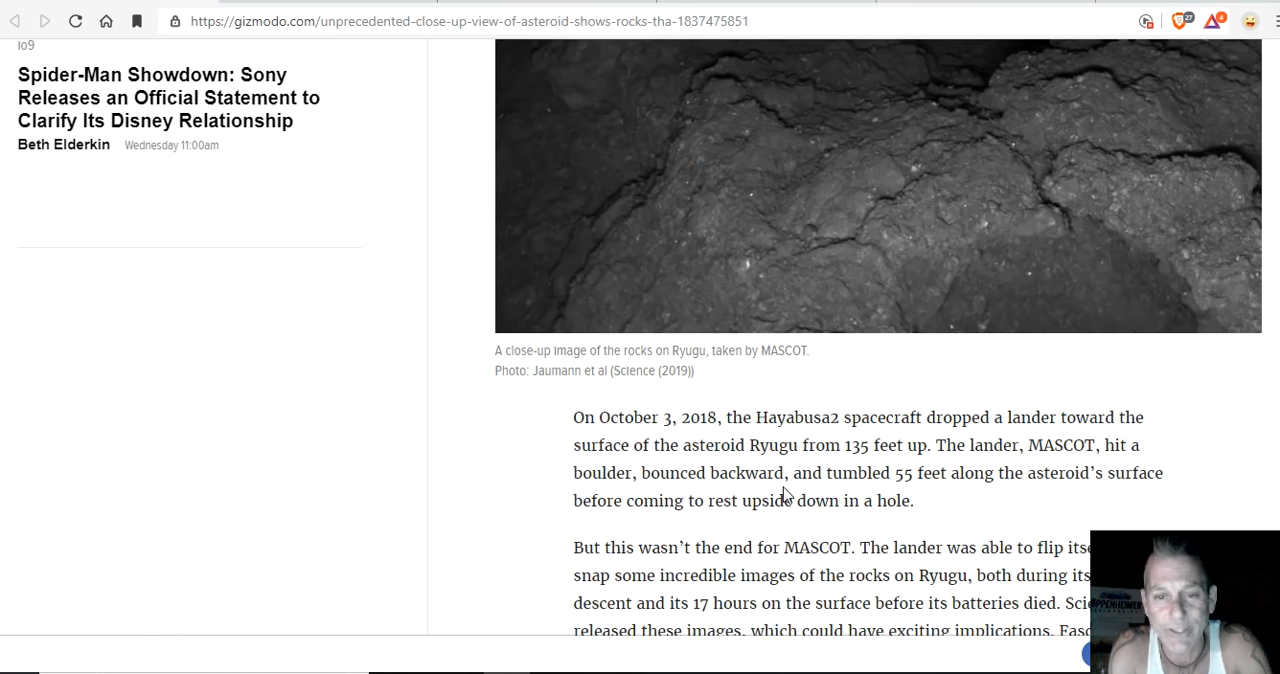 https://gizmodo.com/unprecedented-close-up-view-of-asteroid-shows-rocks-tha-1837475851
27
4
io9
Spider-Man Showdown: Sony
Releases an Official Statement to
Clarify Its Disney Relationship
Beth Elderkin Wednesday 11:00am
A close-up image of the rocks on Ryugu, taken by MASCOT.
Photo: Jaumann et al (Science (2019))
On October 3, 2018, the Hayabusa2 spacecraft dropped a lander toward the
surface of the asteroid Ryugu from 135 feet up. The lander, MASCOT, hit a
boulder, bounced backward, and tumbled 55 feet along the asteroid’s surface
before coming to rest upside down in a hole.
But this wasn’t the end for MASCOT. The lander was able to flip itse
snap some incredible images of the rocks on Ryugu, both during its
descent and its 17 hours on the surface before its batteries died. Scie
released these images, which could have exciting implications. Fasc